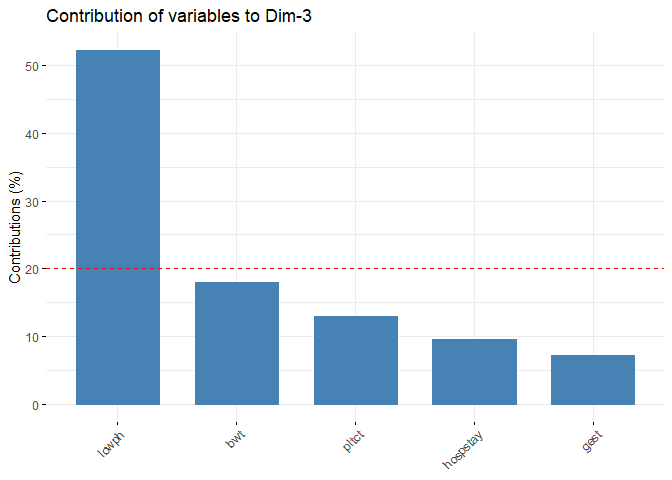 Contribution of variables to Dim-3
Contributions (%)
50
40
30
20
10
0
lowph
bwt
pltct
hospstay
gest